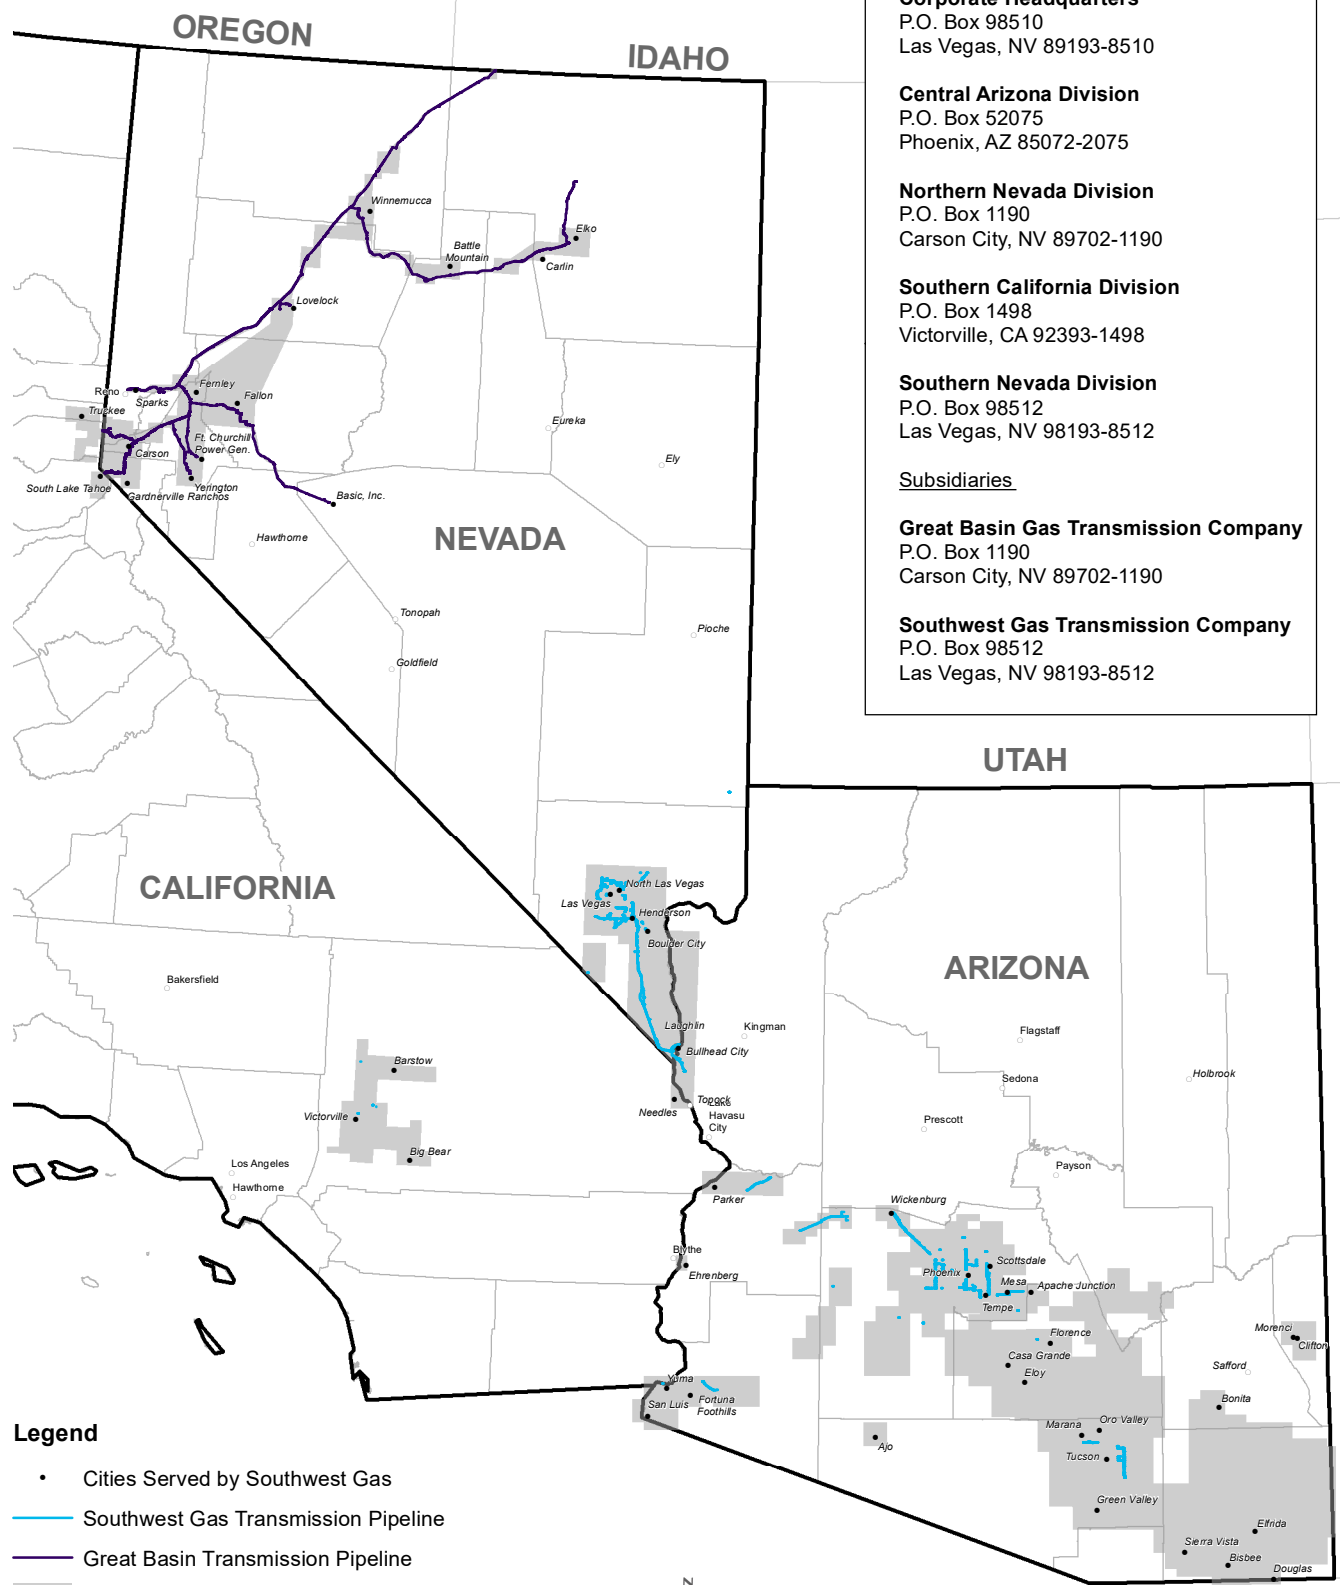 Corporate Headquarters
P.O. Box 98510
Las Vegas, NV 89193-8510
Central Arizona Division
P.O. Box 52075
Phoenix, AZ 85072-2075
Northern Nevada Division
P.O. Box 1190
Carson City, NV 89702-1190
Southern California Division
P.O. Box 1498
Victorville, CA 92393-1498
Southern Nevada Division
P.O. Box 98512
Las Vegas, NV 98193-8512
Subsidiaries
Great Basin Gas Transmission Company
P.O. Box 1190
Carson City, NV 89702-1190
Southwest Gas Transmission Company
P.O. Box 98512
Las Vegas, NV 98193-8512
OREGON
IDAHO
Winnemucca
Elko
Battle
Mountain
Carlin
Lovelock
Reno
Sparks
Fernley
Fallon
Truckee
Carson
Ft. Churchill
Power Gen.
South Lake Tahoe
Gardnerville Ranchos
Yerington
Basic, Inc.
Eureka
Ely
Hawthorne
NEVADA
Tonopah
Pioche
Goldfield
UTAH
CALIFORNIA
North Las Vegas
Las Vegas
Henderson
Boulder City
ARIZONA
Bakersfield
Laughlin
Kingman
Bullhead City
Flagstaff
Barstow
Sedona
Holbrook
Needles
Topock
Lake
Havasu
City
Victorville
Prescott
Big Bear
Los Angeles
Hawthorne
Payson
Parker
Wickenburg
Blythe
Ehrenberg
Phoenix
Scottsdale
Mesa
Apache Junction
Tempe
Florence
Morenci
Clifton
Casa Grande
Eloy
Safford
Yuma
Fortuna
Foothills
San Luis
Bonita
Ajo
Marana
Oro Valley
Tucson
Green Valley
Elfrida
Sierra Vista
Bisbee
Douglas
Legend
Cities Served by Southwest Gas
Southwest Gas Transmission Pipeline
Great Basin Transmission Pipeline
N